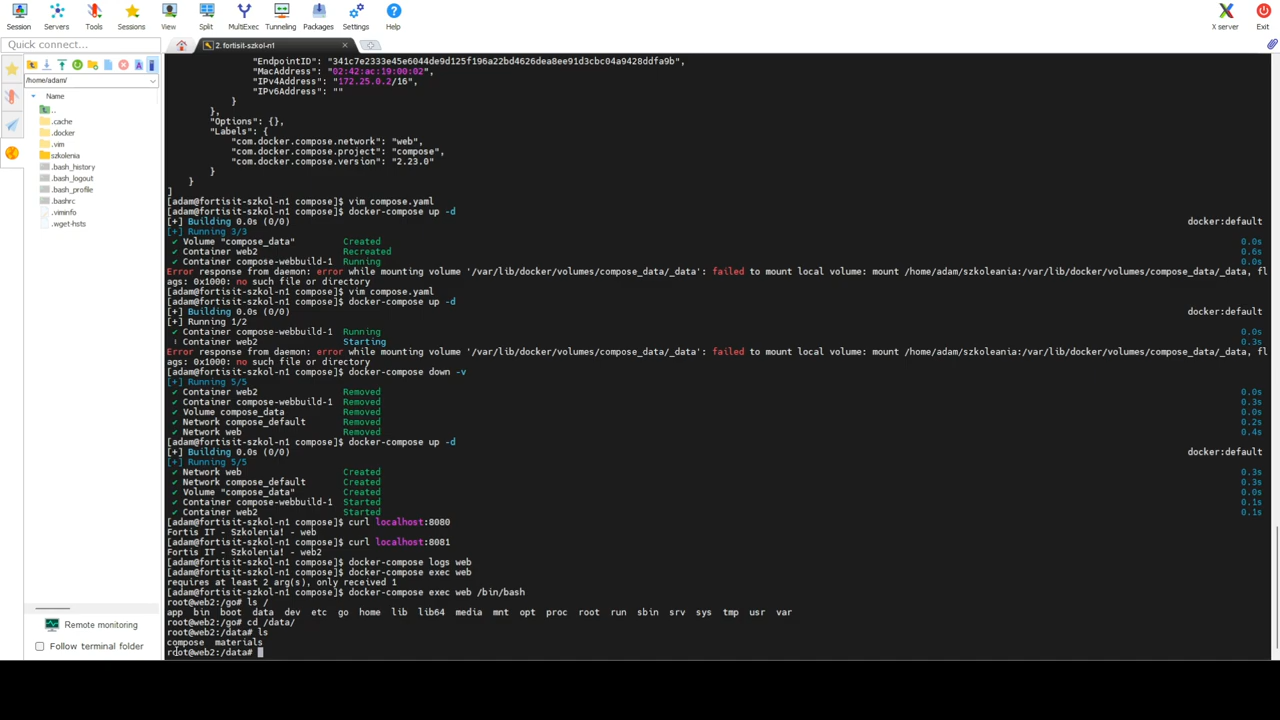 Session Servers Tools Sessions View Split MultiExec Tunneling Packages Settings Help X server Exit
Quick connect...
2. fortisit-szkol-n1
/home/adam/
Name
..
.cache
.docker
.vim
szkolenia
.bash_history
.bash_logout
.bash_profile
.bashrc
.viminfo
.wget-hsts
Remote monitoring
Follow terminal folder
"EndpointID": "341c7e2333e45e6044de9d125f196a22bd4626dea8ee91d3cbc04a9428ddfa9b",
"MacAddress": "02:42:ac:19:00:02",
"IPv4Address": "172.25.0.2/16",
"IPv6Address": ""
}
},
"Options": {},
"Labels": {
"com.docker.compose.network": "web",
"com.docker.compose.project": "compose",
"com.docker.compose.version": "2.23.0"
}
}
]
[adam@fortisit-szkol-n1 compose]$ vim compose.yaml
[adam@fortisit-szkol-n1 compose]$ docker-compose up -d
[+] Building 0.0s (0/0) docker:default
[+] Running 3/3
✔ Volume "compose_data" Created 0.0s
✔ Container web2 Recreated 0.6s
✔ Container compose-webbuild-1 Running 0.0s
Error response from daemon: error while mounting volume '/var/lib/docker/volumes/compose_data/_data': failed to mount local volume: mount /home/adam/szkoleania:/var/lib/docker/volumes/compose_data/_data, fl
ags: 0x1000: no such file or directory
[adam@fortisit-szkol-n1 compose]$ vim compose.yaml
[adam@fortisit-szkol-n1 compose]$ docker-compose up -d
[+] Building 0.0s (0/0) docker:default
[+] Running 1/2
✔ Container compose-webbuild-1 Running 0.0s
⠸ Container web2 Starting 0.3s
Error response from daemon: error while mounting volume '/var/lib/docker/volumes/compose_data/_data': failed to mount local volume: mount /home/adam/szkoleania:/var/lib/docker/volumes/compose_data/_data, fl
ags: 0x1000: no such file or directory
[adam@fortisit-szkol-n1 compose]$ docker-compose down -v
[+] Running 5/5
✔ Container web2 Removed 0.0s
✔ Container compose-webbuild-1 Removed 0.3s
✔ Volume compose_data Removed 0.0s
✔ Network compose_default Removed 0.2s
✔ Network web Removed 0.4s
[adam@fortisit-szkol-n1 compose]$ docker-compose up -d
[+] Building 0.0s (0/0) docker:default
[+] Running 5/5
✔ Network web Created 0.3s
✔ Network compose_default Created 0.3s
✔ Volume "compose_data" Created 0.0s
✔ Container compose-webbuild-1 Started 0.1s
✔ Container web2 Started 0.1s
[adam@fortisit-szkol-n1 compose]$ curl localhost:8080
Fortis IT - Szkolenia! - web
[adam@fortisit-szkol-n1 compose]$ curl localhost:8081
Fortis IT - Szkolenia! - web2
[adam@fortisit-szkol-n1 compose]$ docker-compose logs web
[adam@fortisit-szkol-n1 compose]$ docker-compose exec web
requires at least 2 arg(s), only received 1
[adam@fortisit-szkol-n1 compose]$ docker-compose exec web /bin/bash
root@web2:/go# ls /
app bin boot data dev etc go home lib lib64 media mnt opt proc root run sbin srv sys tmp usr var
root@web2:/go# cd /data/
root@web2:/data# ls
compose materials
root@web2:/data#